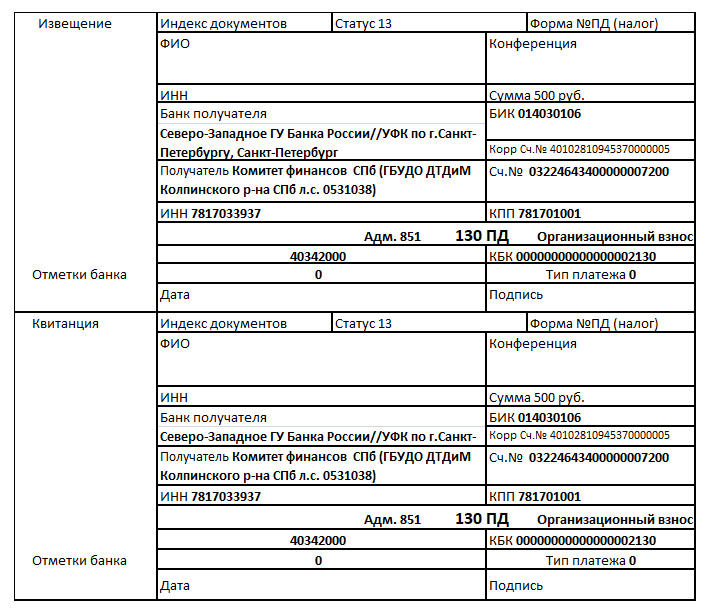 Извещение Индекс документов Статус 13 Форма №ПД (налог)
ФИО Конференция
ИНН Сумма 500 руб.
Банк получателя БИК 014030106
Северо-Западное ГУ Банка России//УФК по г.Санкт-
Петербургу, Санкт-Петербург Корр Сч.№ 40102810945370000005
Получатель Комитет финансов СПб (ГБУДО ДТДиМ Сч.№ 03224643400000007200
Колпинского р-на СПб л.с. 0531038)
ИНН 7817033937 КПП 781701001
Адм. 851 130 ПД Организационный взнос
40342000 КБК 00000000000000002130
Отметки банка 0 Тип платежа 0
Дата Подпись
Квитанция Индекс документов Статус 13 Форма №ПД (налог)
ФИО Конференция
ИНН Сумма 500 руб.
Банк получателя БИК 014030106
Северо-Западное ГУ Банка России//УФК по г.Санкт- Корр Сч.№ 40102810945370000005
Получатель Комитет финансов СПб (ГБУДО ДТДиМ Сч.№ 03224643400000007200
Колпинского р-на СПб л.с. 0531038)
ИНН 7817033937 КПП 781701001
Адм. 851 130 ПД Организационный взнос
40342000 КБК 00000000000000002130
Отметки банка 0 Тип платежа 0
Дата Подпись